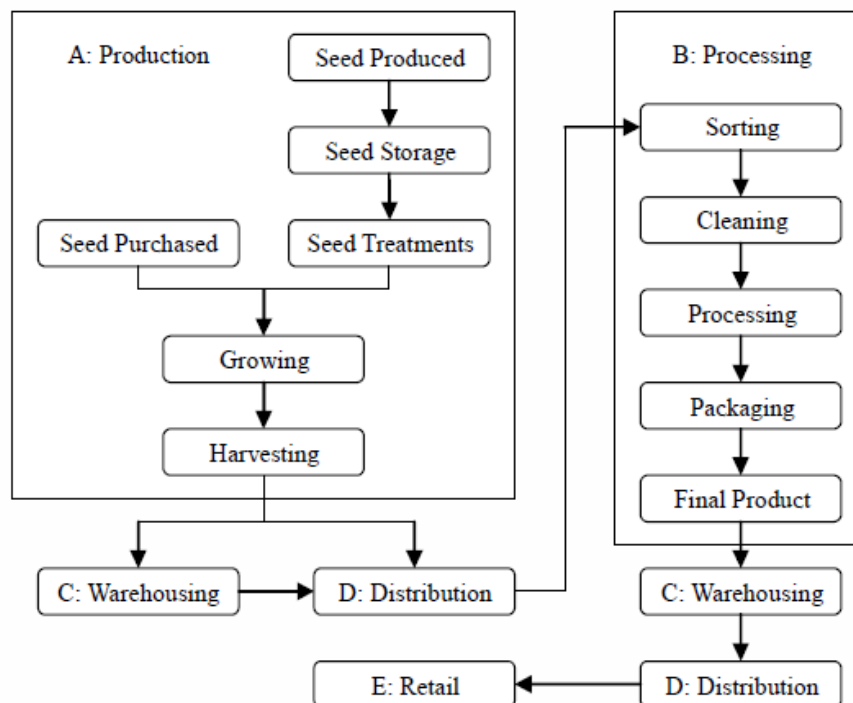 A: Production
Seed Produced
Seed Storage
Seed Purchased
Seed Treatments
Growing
Harvesting
C: Warehousing
D: Distribution
B: Processing
Sorting
Cleaning
Processing
Packaging
Final Product
C: Warehousing
D: Distribution
E: Retail